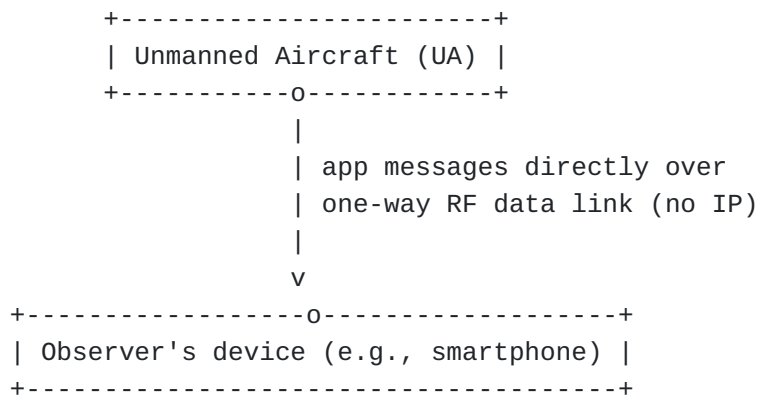 Unmanned Aircraft (UA)
app messages directly over
one-way RF data link (no IP)
Observer's device (e.g., smartphone)